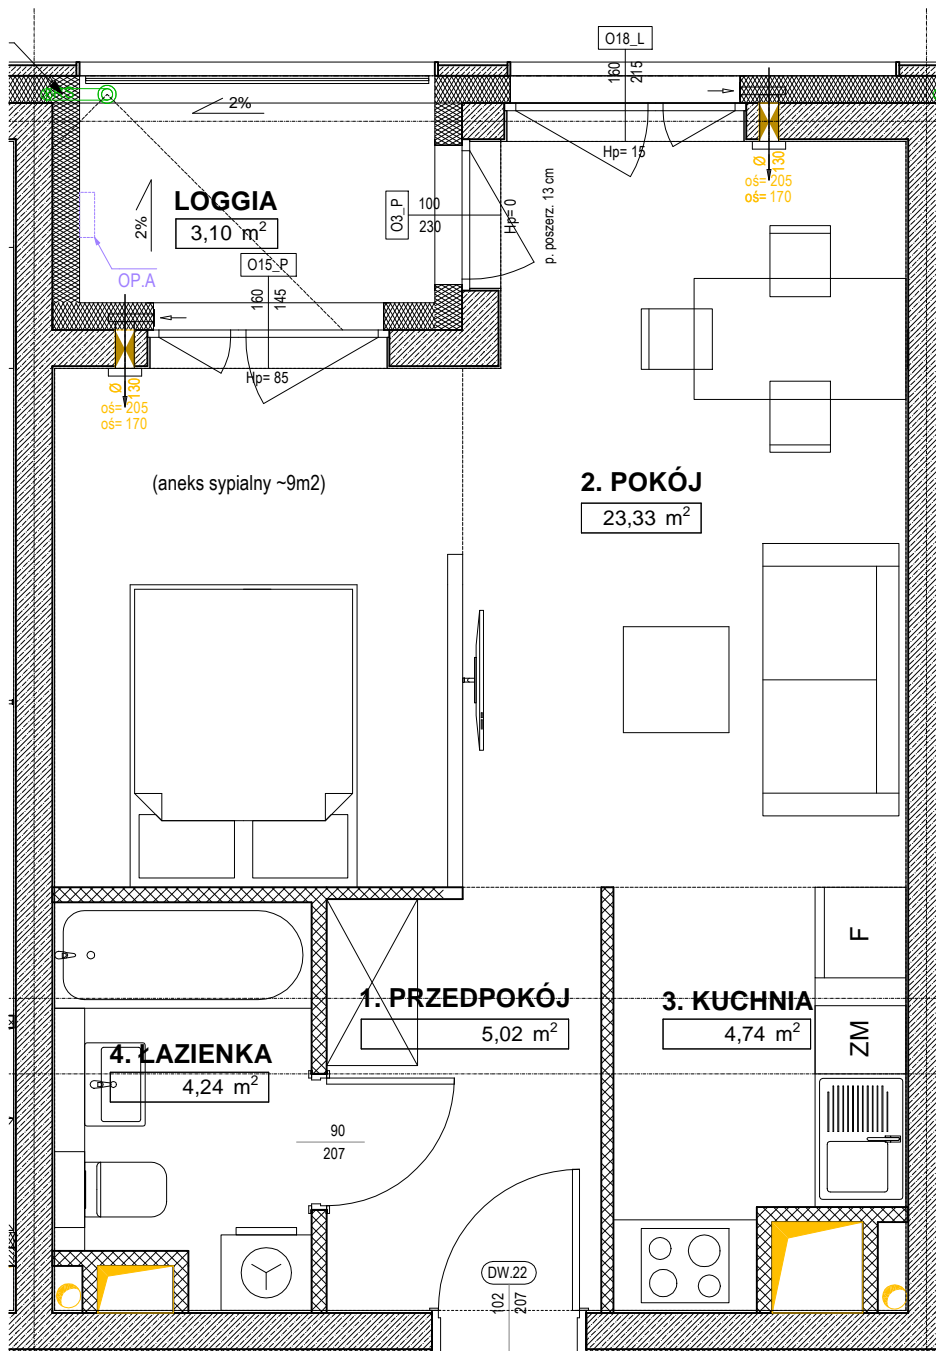 O18_L
160
215
2%
Hp= 15
Ø
130
oś= 205
oś= 170
LOGGIA
3,10 m²
2%
O3_P
100
230
Hp= 0
p. poszerz. 13 cm
OP.A
O15_P
160
145
Hp= 85
Ø
130
oś= 205
oś= 170
(aneks sypialny ~9m2)
2. POKÓJ
23,33 m²
F
1. PRZEDPOKÓJ
5,02 m²
3. KUCHNIA
4,74 m²
ZM
4. ŁAZIENKA
4,24 m²
90
207
DW.22
102
207